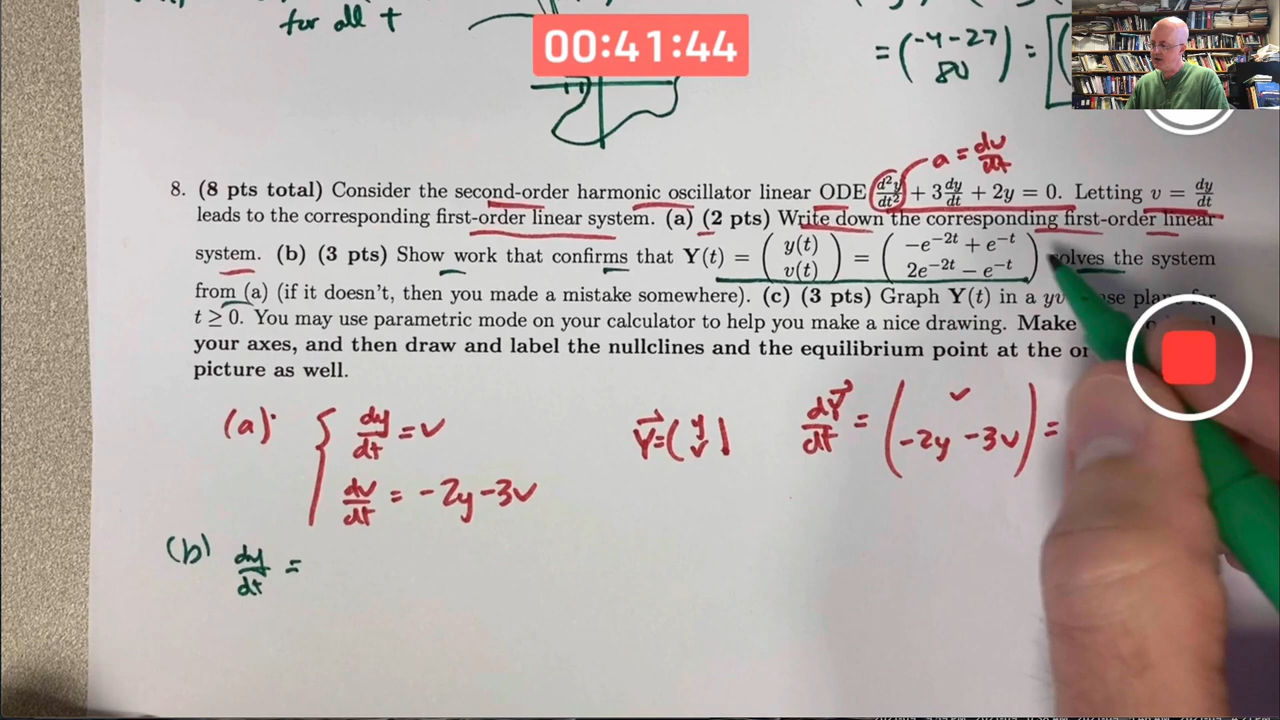 for all t
00:41:44
= (-4-27
80) = [(
a = dv/dt
8. (8 pts total) Consider the second-order harmonic oscillator linear ODE d²y/dt² + 3 dy/dt + 2y = 0. Letting v = dy/dt
leads to the corresponding first-order linear system. (a) (2 pts) Write down the corresponding first-order linear
system. (b) (3 pts) Show work that confirms that Y(t) = ( y(t) v(t) ) = ( -e^{-2t} + e^{-t} 2e^{-2t} - e^{-t} ) solves the system
from (a) (if it doesn't, then you made a mistake somewhere). (c) (3 pts) Graph Y(t) in a yv
t ≥ 0. You may use parametric mode on your calculator to help you make a nice drawing. Make
your axes, and then draw and label the nullclines and the equilibrium point at the
picture as well.
(a): { dy/dt = v
dv/dt = -2y-3v
Y = ( y v )
dY/dt = ( v -2y -3v ) =
(b) dy/dt =